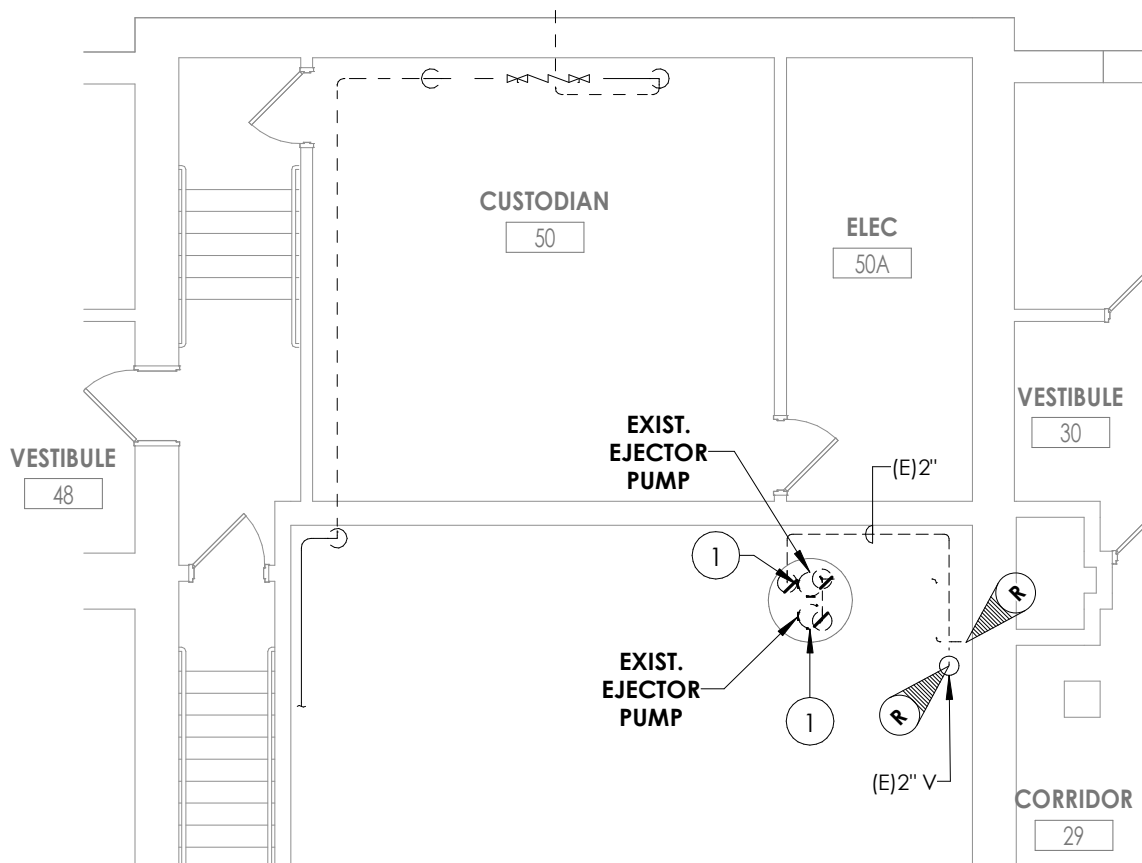 CUSTODIAN
50
ELEC
50A
VESTIBULE
30
EXIST.
EJECTOR
PUMP
(E)2"
VESTIBULE
48
1
R
EXIST.
EJECTOR
PUMP
1
R
(E)2" V
CORRIDOR
29